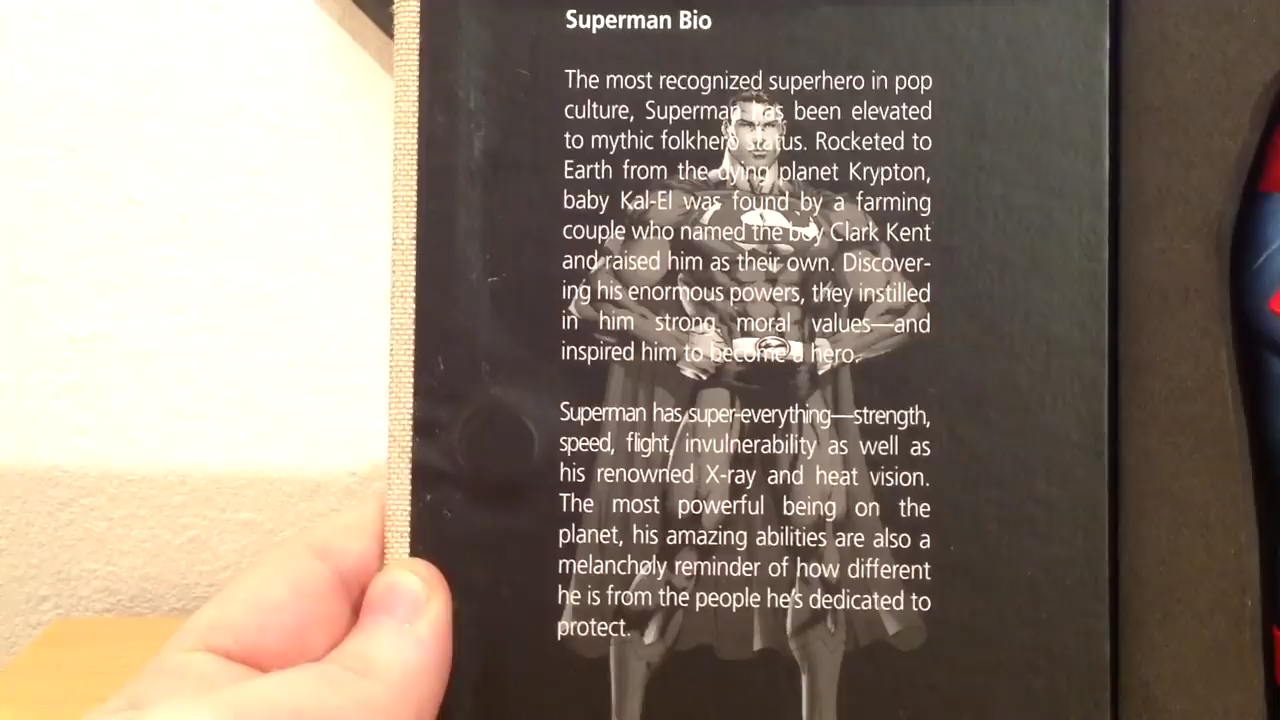 Superman Bio
The most recognized superhero in pop
culture, Superman has been elevated
to mythic folkhero status. Rocketed to
Earth from the dying planet Krypton,
baby Kal-El was found by a farming
couple who named the boy Clark Kent
and raised him as their own. Discover-
ing his enormous powers, they instilled
in him strong moral values—and
inspired him to become a hero.
Superman has super-everything—strength,
speed, flight, invulnerability as well as
his renowned X-ray and heat vision.
The most powerful being on the
planet, his amazing abilities are also a
melancholy reminder of how different
he is from the people he's dedicated to
protect.